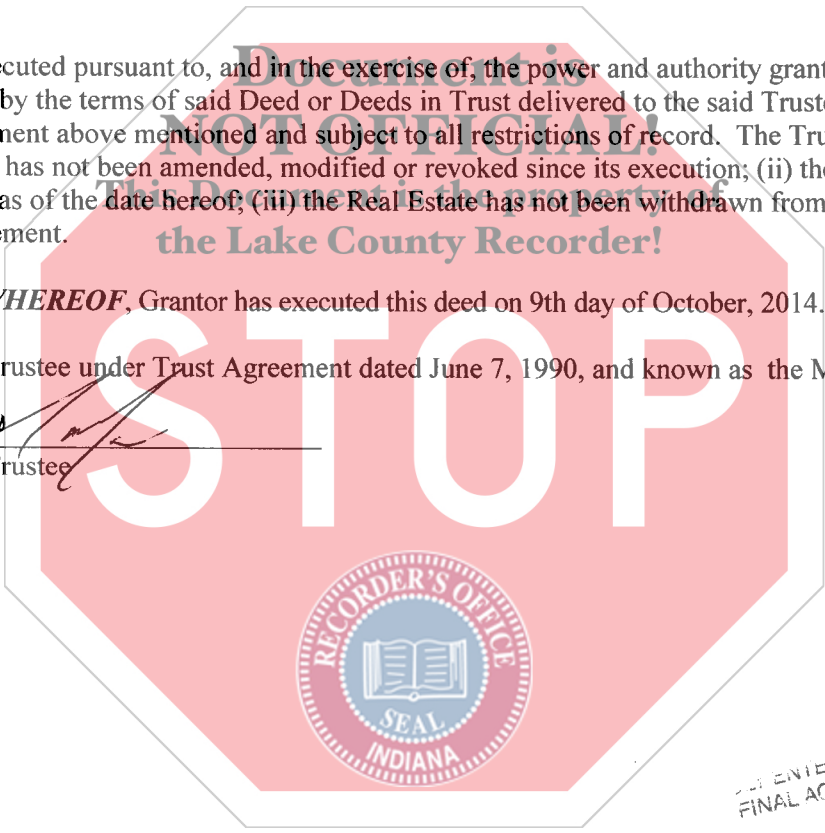 Document is
NOT OFFICIAL!
This Document is the property of
the Lake County Recorder!
cuted pursuant to, and in the exercise of, the power and authority grant
by the terms of said Deed or Deeds in Trust delivered to the said Truste
ment above mentioned and subject to all restrictions of record. The Tru
has not been amended, modified or revoked since its execution; (ii) the
as of the date hereof; (iii) the Real Estate has not been withdrawn from
ement.
HEREOF, Grantor has executed this deed on 9th day of October, 2014.
rustee under Trust Agreement dated June 7, 1990, and known as the M
rustee
STOP
RECORDER'S OFFICE
SEAL
INDIANA
ENTE
FINAL AC